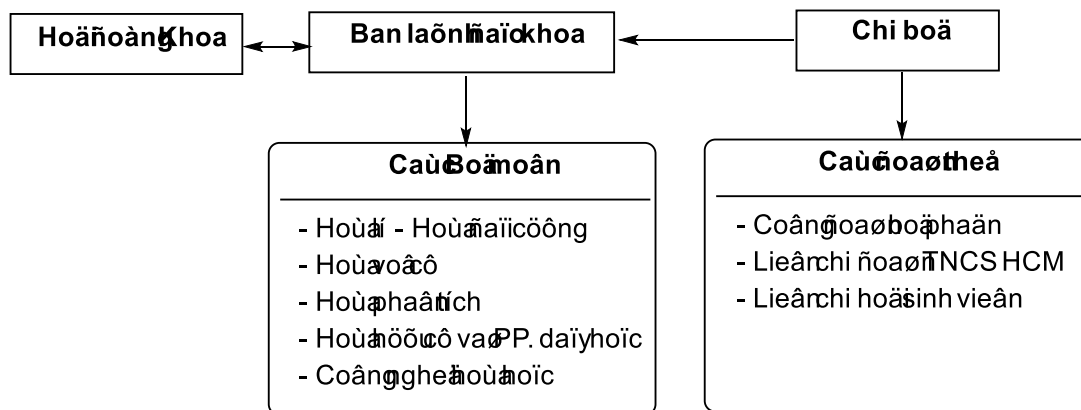 Hoäi ñoàng Khoa
Ban laõnh ñaïo khoa
Chi boä
Caùc Boä moân
- Hoùa lí - Hoùa ñaïi cöông
- Hoùa voâ cô
- Hoùa phaân tích
- Hoùa höõu cô vaø PP. daïy hoïc
- Coâng ngheä hoùa hoïc
Caùc ñoaøn theå
- Coâng ñoaøn boä phaän
- Lieân chi ñoaøn TNCS HCM
- Lieân chi hoäi sinh vieân